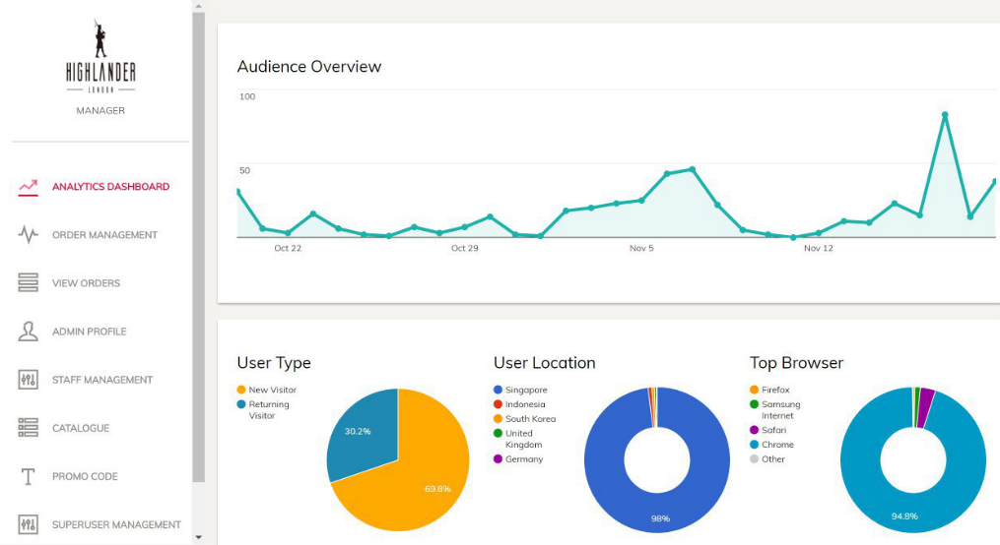 HIGHLANDER
LONDON
MANAGER
ANALYTICS DASHBOARD
ORDER MANAGEMENT
VIEW ORDERS
ADMIN PROFILE
STAFF MANAGEMENT
CATALOGUE
PROMO CODE
SUPERUSER MANAGEMENT
Audience Overview
100
50
Oct 22
Oct 29
Nov 5
Nov 12
User Type
New Visitor
Returning
Visitor
30.2%
69.8%
User Location
Singapore
Indonesia
South Korea
United
Kingdom
Germany
98%
Top Browser
Firefox
Samsung
Internet
Safari
Chrome
Other
94.8%